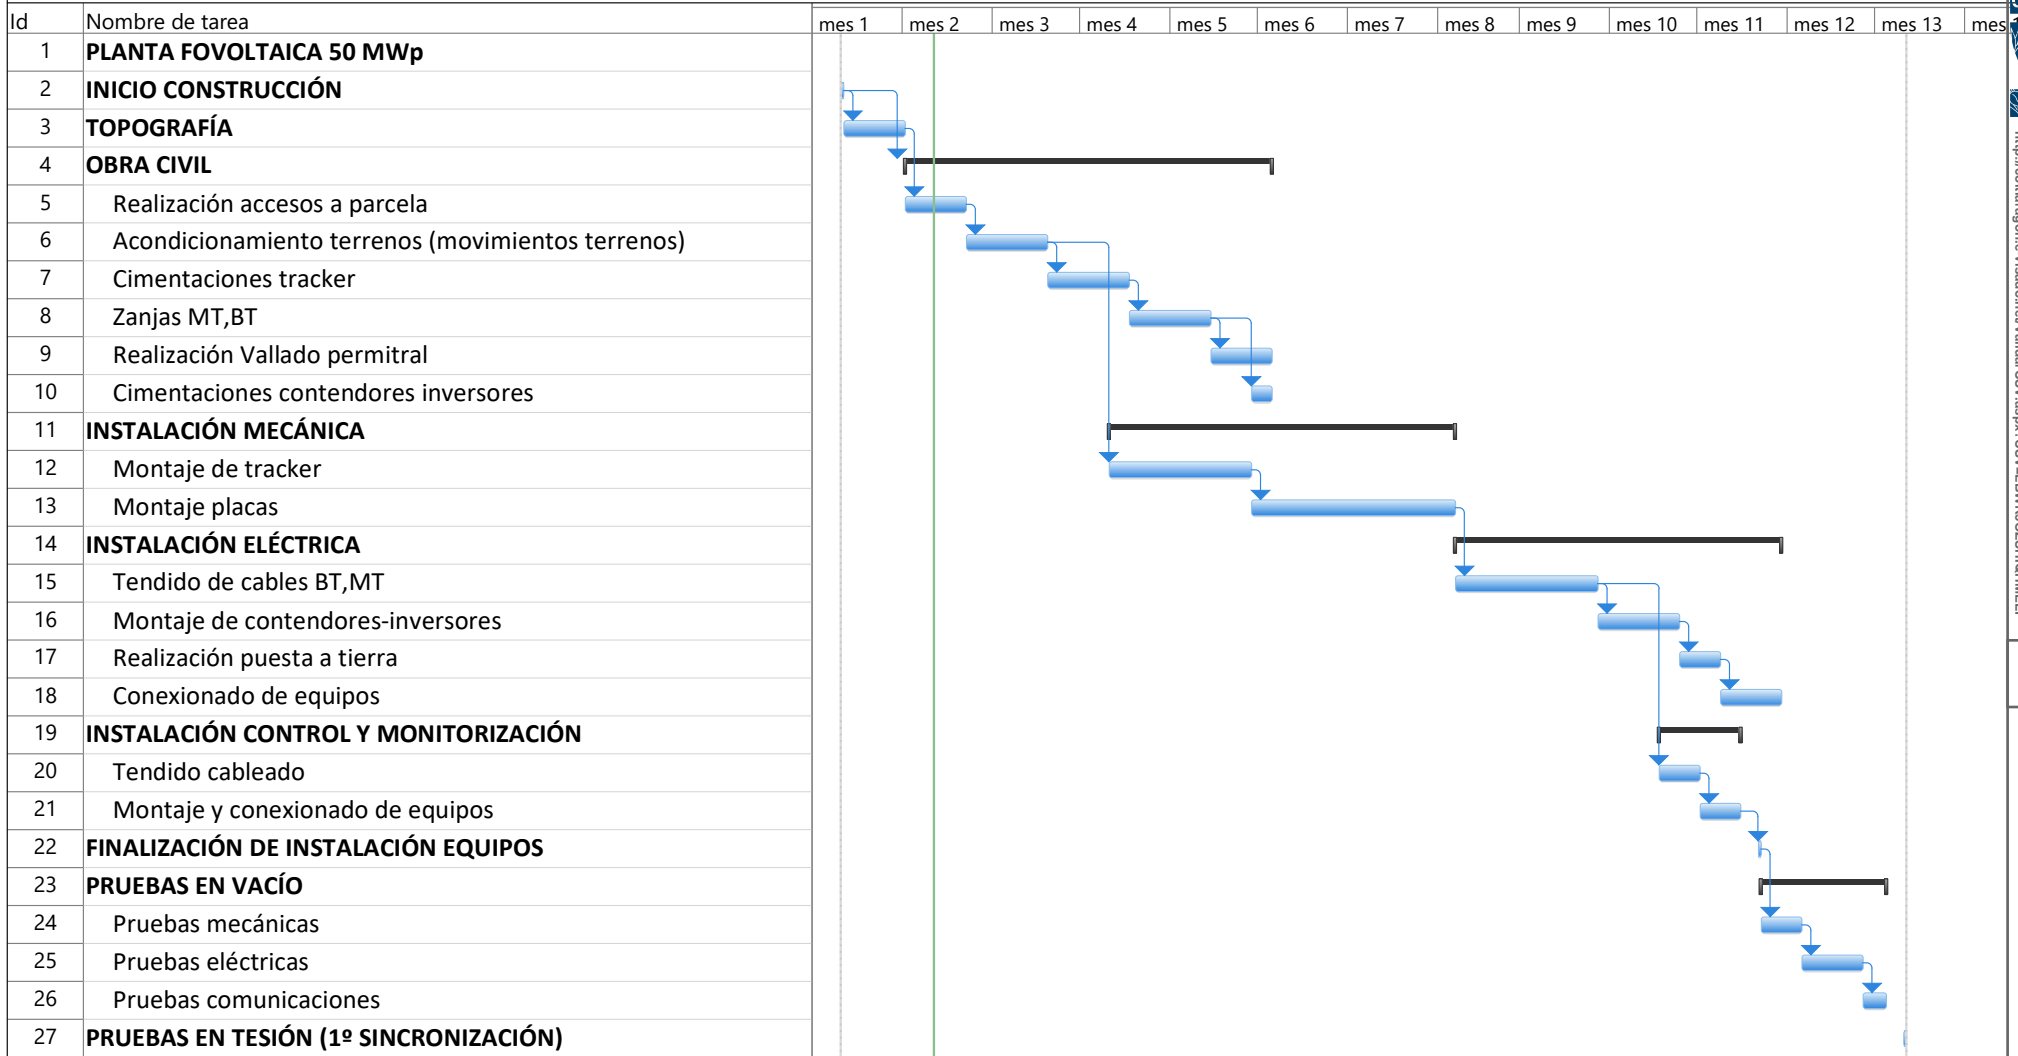 Id Nombre de tarea mes 1 mes 2 mes 3 mes 4 mes 5 mes 6 mes 7 mes 8 mes 9 mes 10 mes 11 mes 12 mes 13 mes
1 PLANTA FOVOLTAICA 50 MWp
2 INICIO CONSTRUCCIÓN
3 TOPOGRAFÍA
4 OBRA CIVIL
5 Realización accesos a parcela
6 Acondicionamiento terrenos (movimientos terrenos)
7 Cimentaciones tracker
8 Zanjas MT,BT
9 Realización Vallado permitral
10 Cimentaciones contendores inversores
11 INSTALACIÓN MECÁNICA
12 Montaje de tracker
13 Montaje placas
14 INSTALACIÓN ELÉCTRICA
15 Tendido de cables BT,MT
16 Montaje de contendores-inversores
17 Realización puesta a tierra
18 Conexionado de equipos
19 INSTALACIÓN CONTROL Y MONITORIZACIÓN
20 Tendido cableado
21 Montaje y conexionado de equipos
22 FINALIZACIÓN DE INSTALACIÓN EQUIPOS
23 PRUEBAS EN VACÍO
24 Pruebas mecánicas
25 Pruebas eléctricas
26 Pruebas comunicaciones
27 PRUEBAS EN TESIÓN (1º SINCRONIZACIÓN)